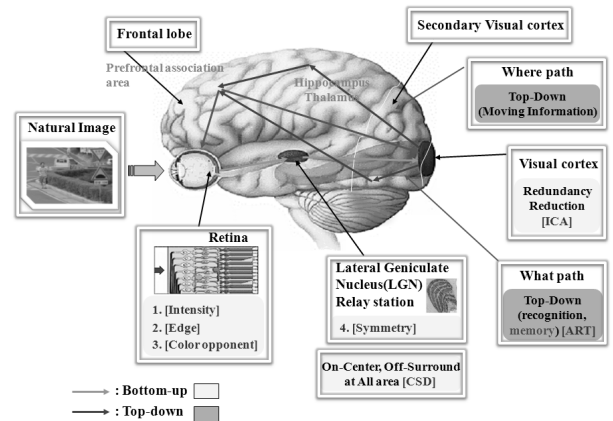 Frontal lobe
Secondary Visual cortex
Prefrontal association
area
Hippocampus
Thalamus
Where path
Top-Down
(Moving Information)
Natural Image
Visual cortex
Redundancy
Reduction
[ICA]
Retina
1. [Intensity]
2. [Edge]
3. [Color opponent]
Lateral Geniculate
Nucleus(LGN)
Relay station
4. [Symmetry]
What path
Top-Down
(recognition,
memory) [ART]
On-Center, Off-Surround
at All area [CSD]
: Bottom-up
: Top-down